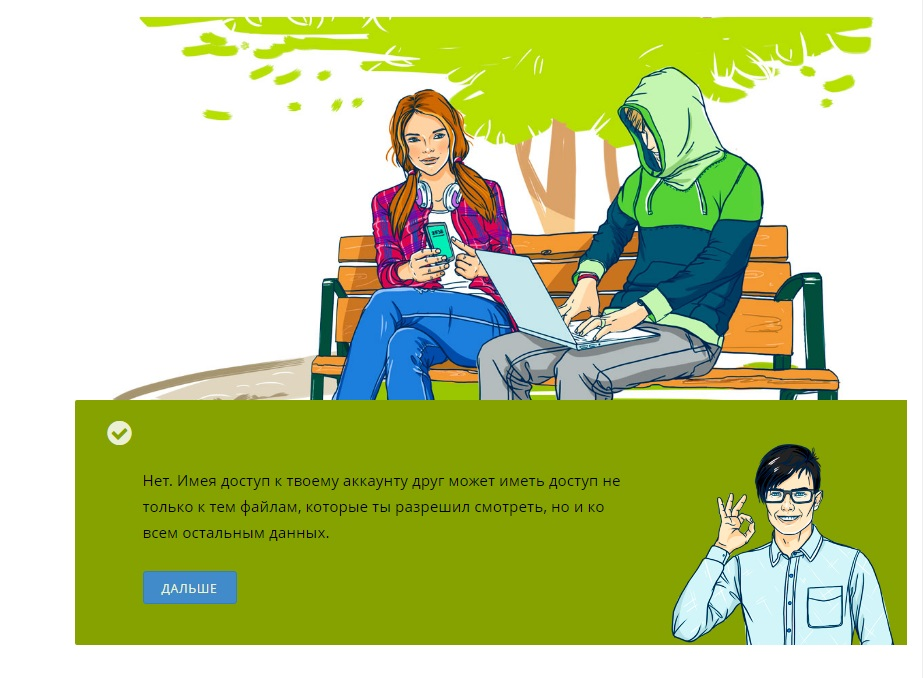 Нет. Имея доступ к твоему аккаунту друг может иметь доступ не
только к тем файлам, которые ты разрешил смотреть, но и ко
всем остальным данных.
ДАЛЬШЕ